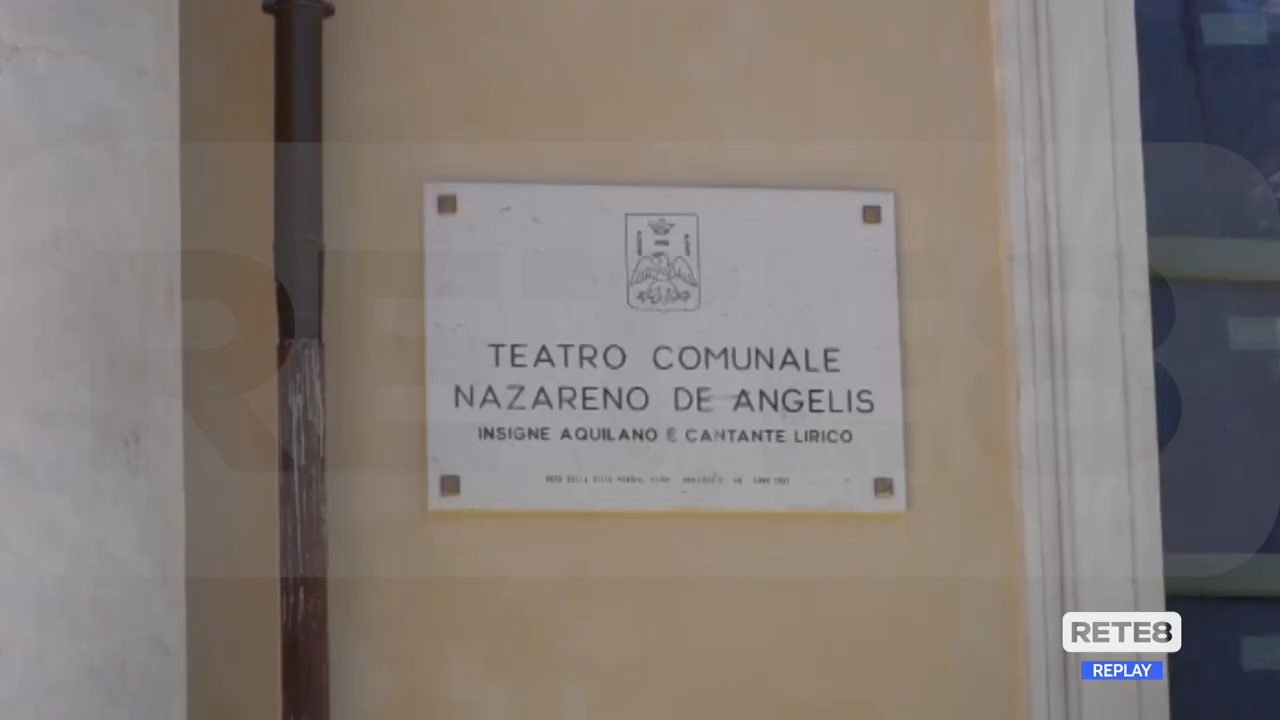 TEATRO COMUNALE
NAZARENO DE ANGELIS
INSIGNE AQUILANO E CANTANTE LIRICO
RETE8
REPLAY